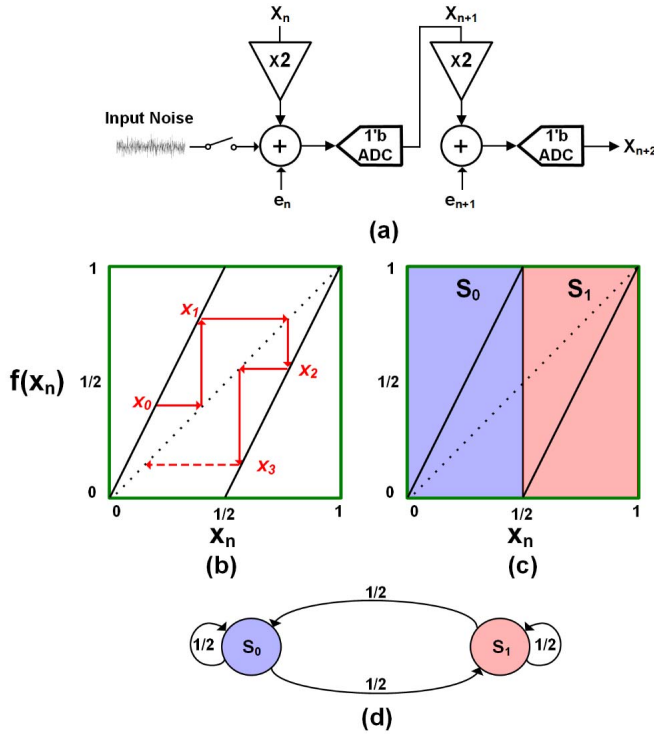 Xn Xn+1
x2 x2
Input Noise
+ 1'b ADC + 1'b ADC Xn+2
en en+1
(a)
1 1
S0 S1
x1
f(xn) 1/2 x2 1/2
x0
x3
0 0
0 1/2 1 0 1/2 1
xn xn
(b) (c)
1/2
1/2 S0 S1 1/2
1/2
(d)